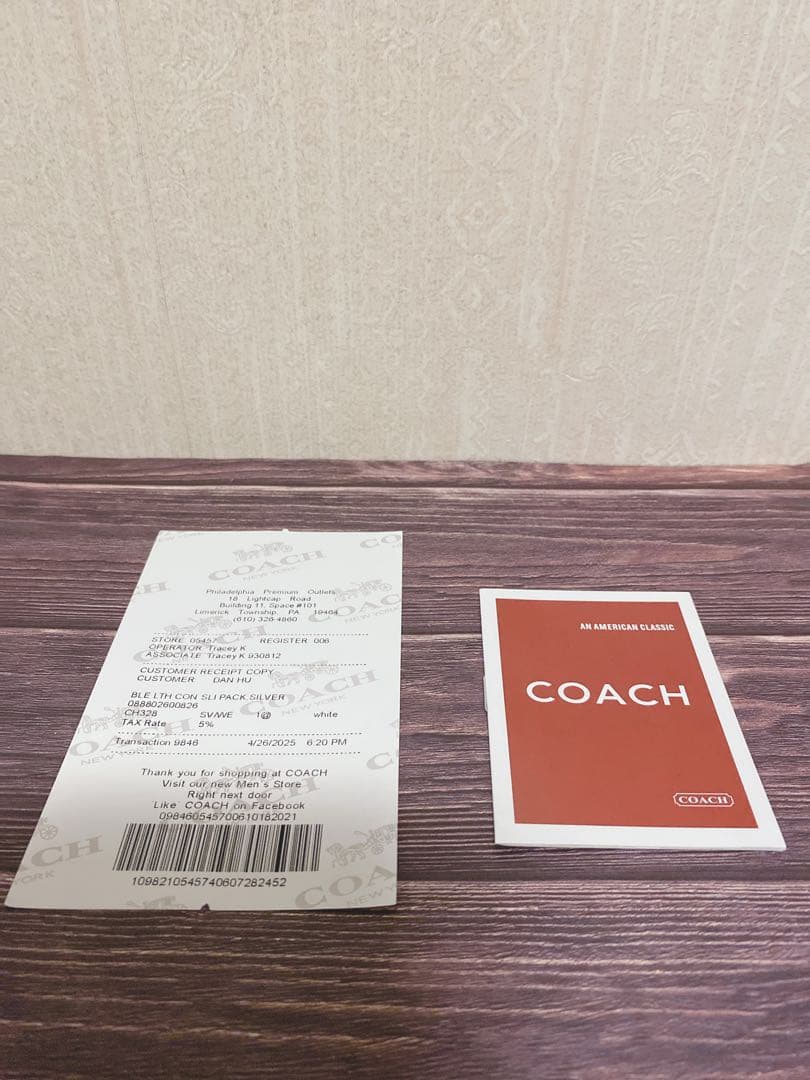 COACH
NEW YORK
Philadelphia Premium Outlets
18 Lightcap Road
Building 11, Space #101
Limerick Township, PA 19464
(610) 326-4860
STORE 05457 REGISTER 006
OPERATOR Tracey K
ASSOCIATE Tracey K 930812
CUSTOMER RECEIPT COPY
CUSTOMER DAN HU
BLE LTH CON SLI PACK,SILVER
088802600826
CH328 SV/WE 1@ white
TAX Rate 5%
Transaction 9846 4/26/2025 6:20 PM
Thank you for shopping at COACH
Visit our new Men's Store
Right next door
'Like' COACH on Facebook
098460545700610182021
1098210545740607282452
AN AMERICAN CLASSIC
COACH
COACH